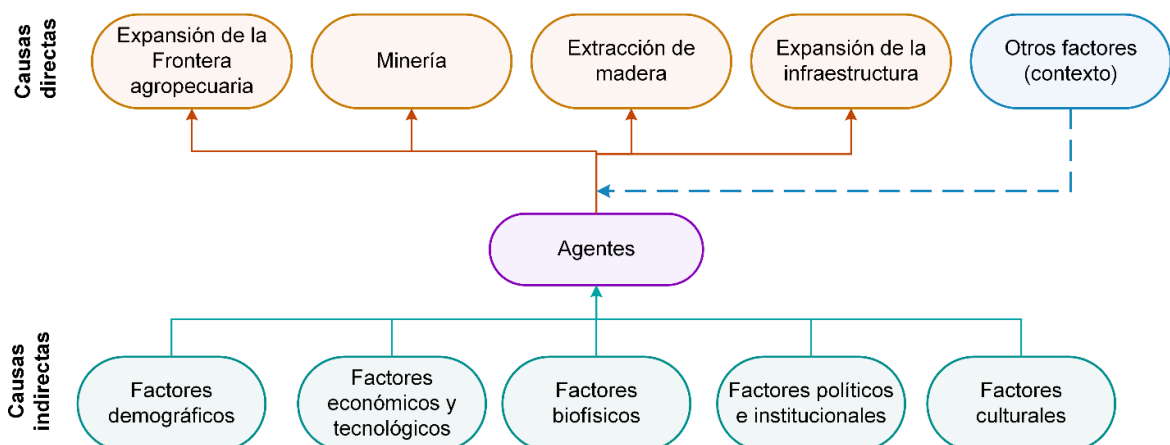 Causas
directas
Expansión de la
Frontera
agropecuaria
Minería
Extracción de
madera
Expansión de la
infraestructura
Otros factores
(contexto)
Agentes
Causas
indirectas
Factores
demográficos
Factores
económicos y
tecnológicos
Factores
biofísicos
Factores políticos
e institucionales
Factores
culturales